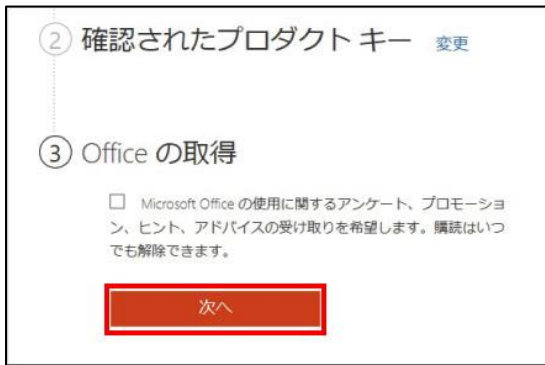 ② 確認されたプロダクト キー 変更
③ Office の取得
□ Microsoft Office の使用に関するアンケート、プロモーショ
ン、ヒント、アドバイスの受け取りを希望します。購読はいつ
でも解除できます。
次へ